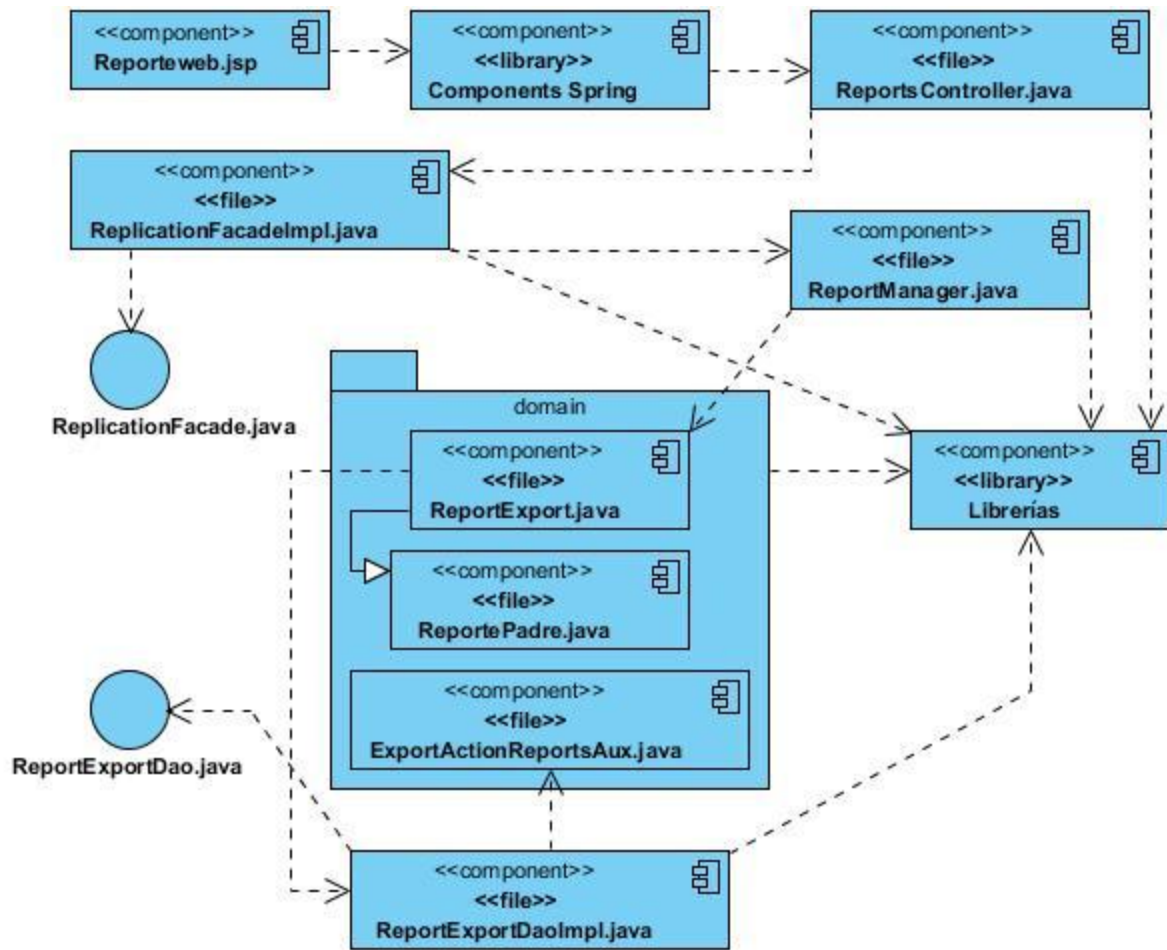 <<component>>
Reporteweb.jsp
<<component>>
<<library>>
Components Spring
<<component>>
<<file>>
ReportsController.java
<<component>>
<<file>>
ReplicationFacadeImpl.java
<<component>>
<<file>>
ReportManager.java
ReplicationFacade.java
domain
<<component>>
<<file>>
ReportExport.java
<<component>>
<<library>>
Librerías
<<component>>
<<file>>
ReportePadre.java
<<component>>
<<file>>
ExportActionReportsAux.java
ReportExportDao.java
<<component>>
<<file>>
ReportExportDaoImpl.java